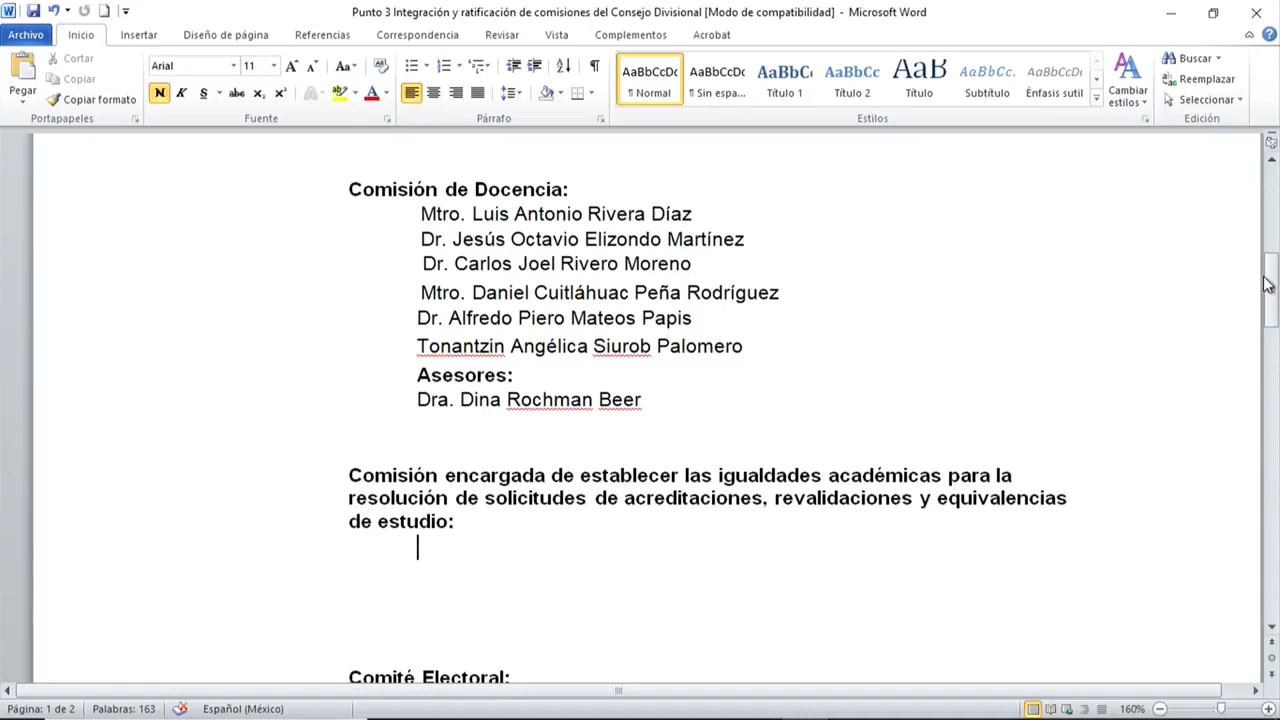 Punto 3 Integración y ratificación de comisiones del Consejo Divisional [Modo de compatibilidad] - Microsoft Word
Archivo Inicio Insertar Diseño de página Referencias Correspondencia Revisar Vista Complementos Acrobat
Pegar
Cortar
Copiar
Copiar formato
Portapapeles
Arial 11
Fuente
Párrafo
AaBbCcDc AaBbCcDc AaBbC AaBbCc AaB AaBbCc. AaBbCcDc
¶ Normal ¶ Sin espa... Título 1 Título 2 Título Subtítulo Énfasis sutil
Cambiar estilos
Estilos
Buscar
Reemplazar
Seleccionar
Edición
Comisión de Docencia:
Mtro. Luis Antonio Rivera Díaz
Dr. Jesús Octavio Elizondo Martínez
Dr. Carlos Joel Rivero Moreno
Mtro. Daniel Cuitláhuac Peña Rodríguez
Dr. Alfredo Piero Mateos Papis
Tonantzin Angélica Siurob Palomero
Asesores:
Dra. Dina Rochman Beer
Comisión encargada de establecer las igualdades académicas para la
resolución de solicitudes de acreditaciones, revalidaciones y equivalencias
de estudio:
Comité Electoral:
Página: 1 de 2 Palabras: 163 Español (México) 160%